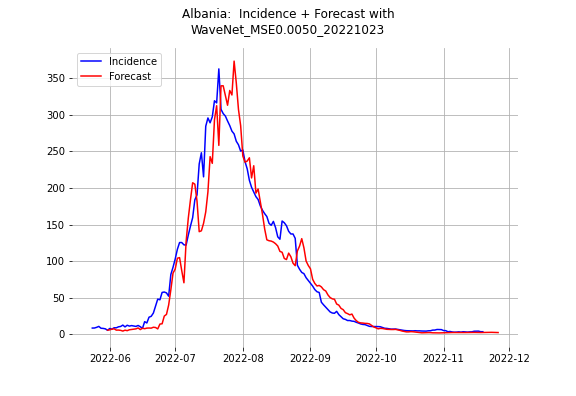 Albania:  Incidence + Forecast with
WaveNet_MSE0.0050_20221023
Incidence
Forecast
350
300
250
200
150
100
50
0
2022-06 2022-07 2022-08 2022-09 2022-10 2022-11 2022-12